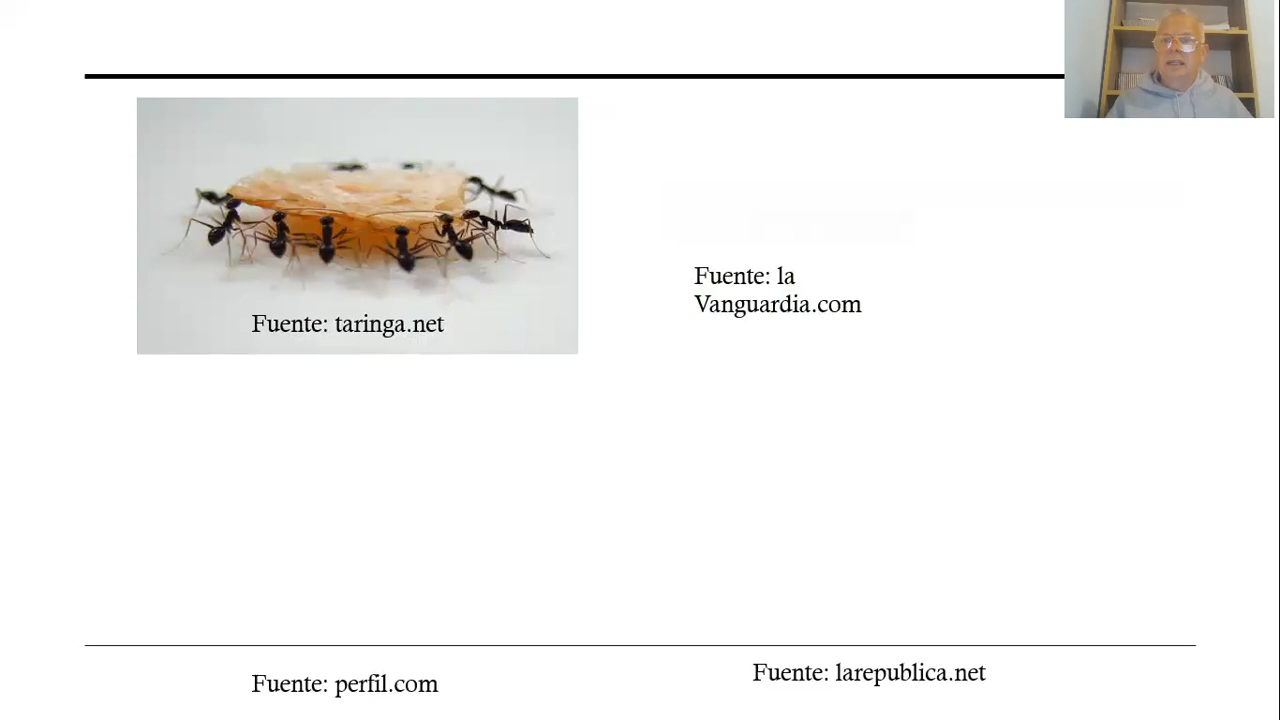 Fuente: taringa.net
Fuente: la
Vanguardia.com
Fuente: perfil.com
Fuente: larepublica.net